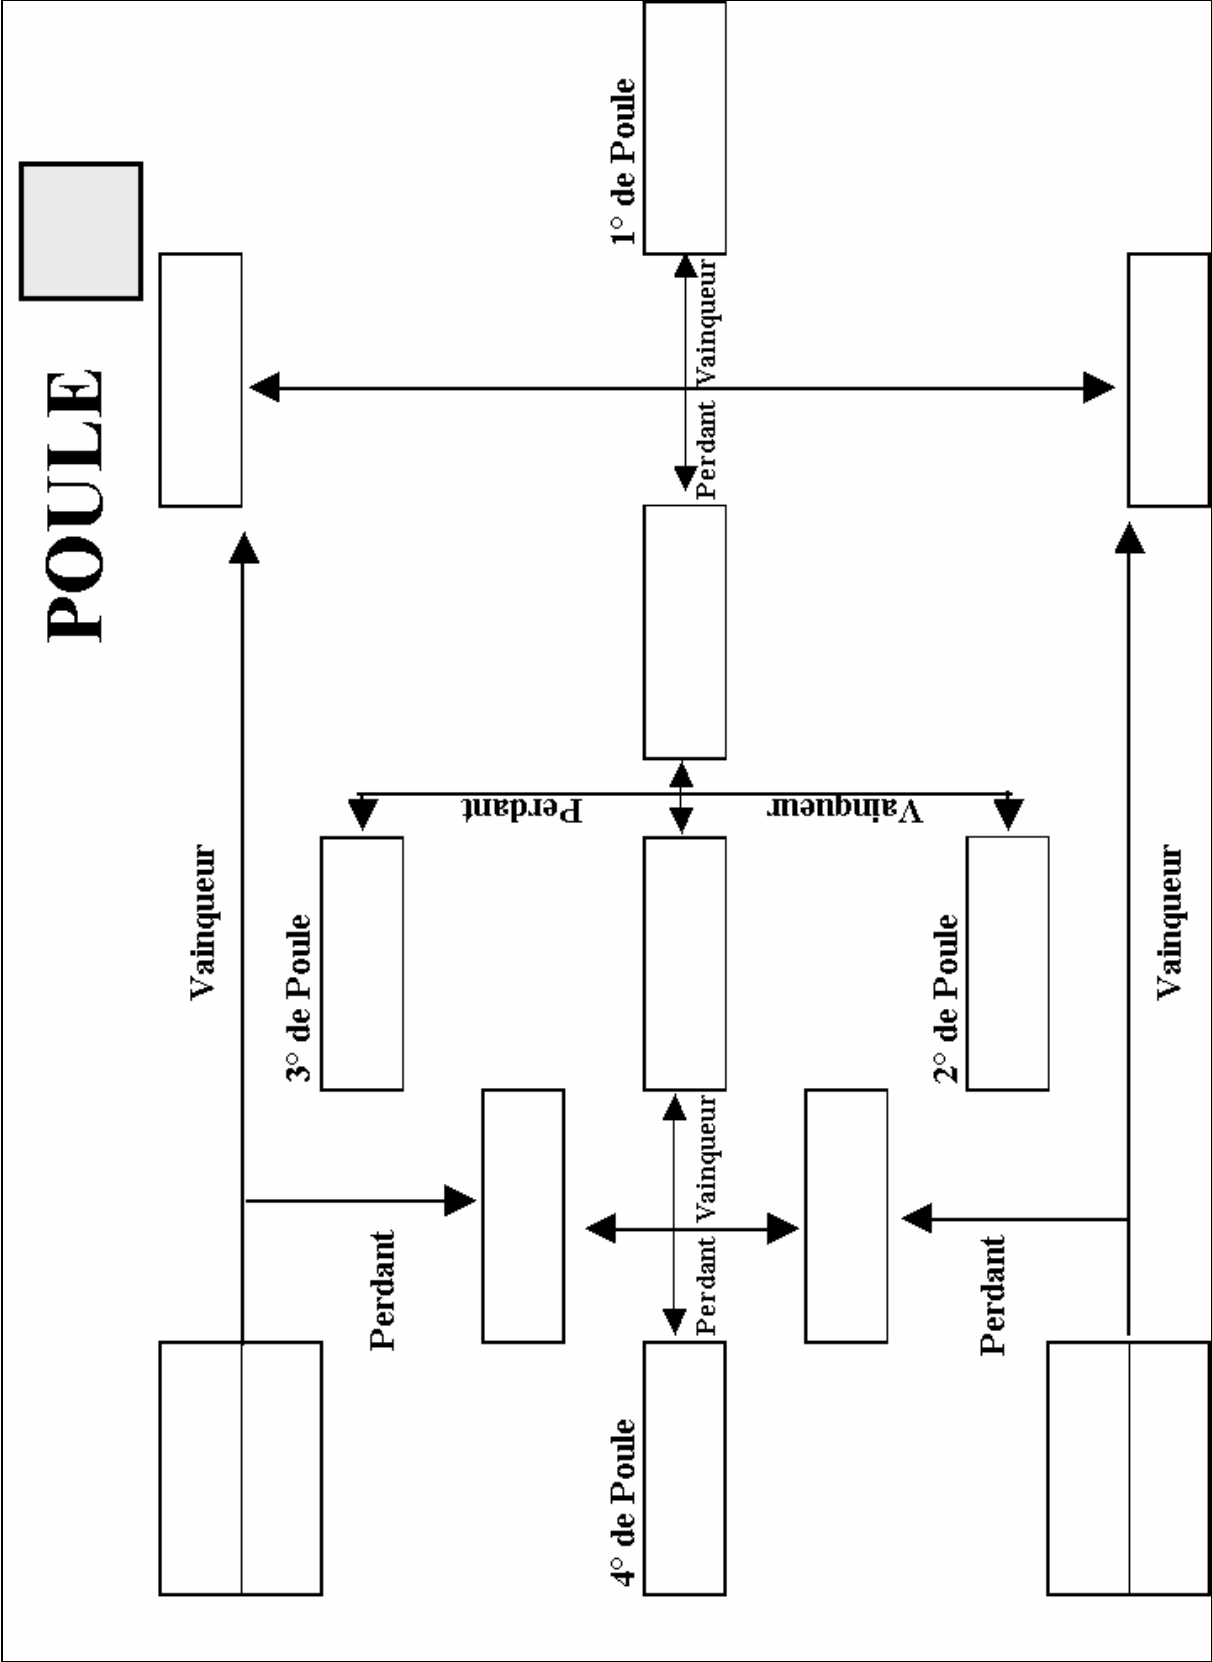 POULE
Vainqueur
3° de Poule
Perdant
Perdant
1° de Poule
Perdant Vainqueur
4° de Poule
Perdant Vainqueur
Vainqueur
2° de Poule
Perdant
Vainqueur